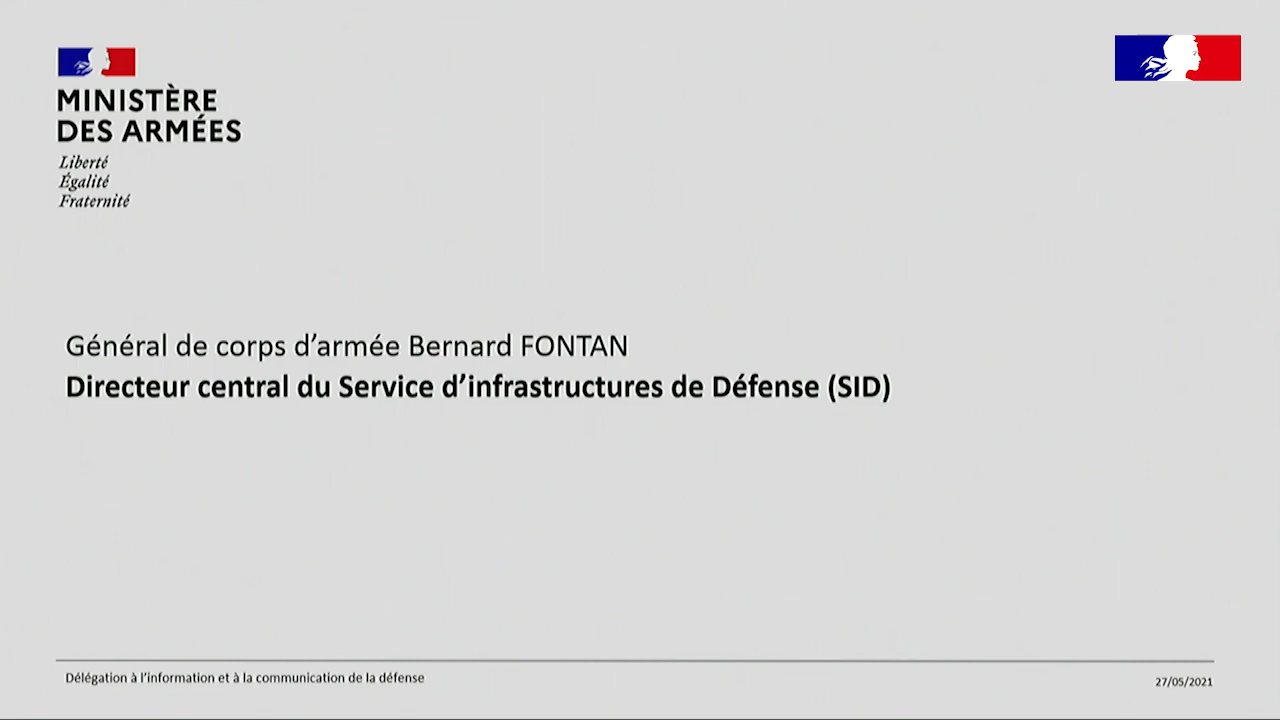 MINISTÈRE
DES ARMÉES
Liberté
Égalité
Fraternité
Général de corps d’armée Bernard FONTAN
Directeur central du Service d’infrastructures de Défense (SID)
Délégation à l’information et à la communication de la défense
27/05/2021